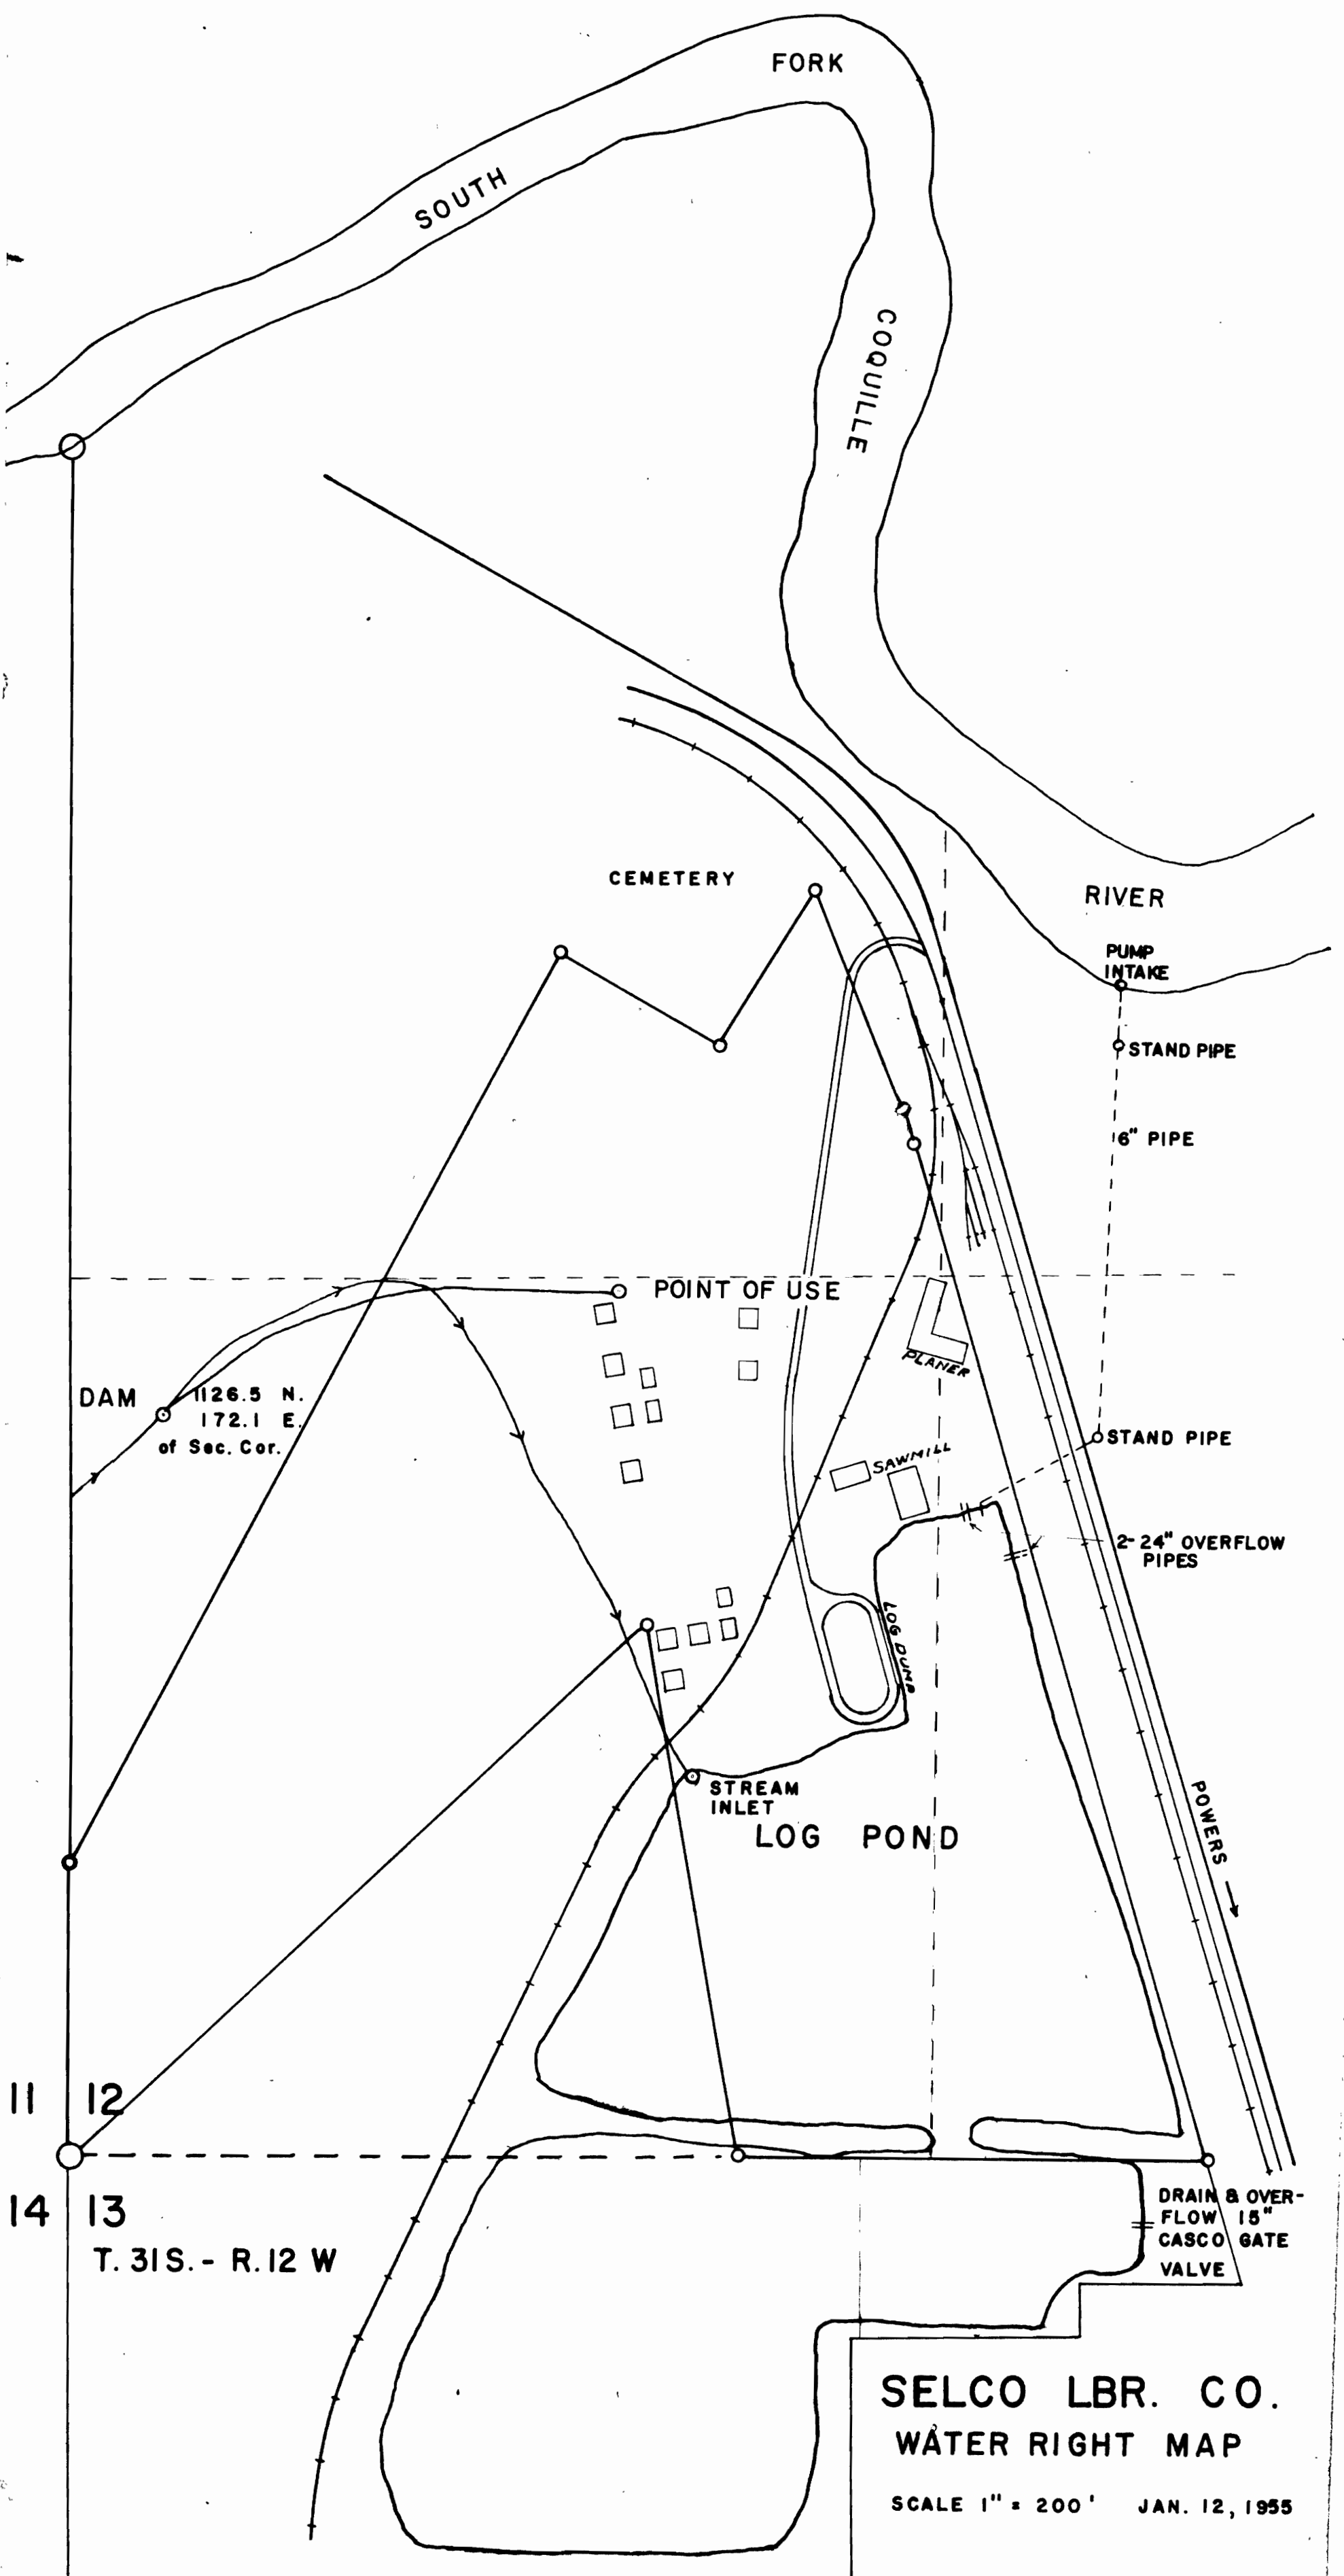 FORK
SOUTH
COQUILLE
CEMETERY
RIVER
PUMP
INTAKE
STAND PIPE
6" PIPE
POINT OF USE
PLANER
DAM
1126.5 N.
172.1 E.
of Sec. Cor.
STAND PIPE
SAWMILL
2-24" OVERFLOW
PIPES
LOG DUMP
STREAM
INLET
LOG POND
POWERS
11 12
14 13
T. 31S. - R. 12 W
DRAIN & OVER-
FLOW 15"
CASCO GATE
VALVE
SELCO LBR. CO.
WATER RIGHT MAP
SCALE 1" = 200' JAN. 12, 1955